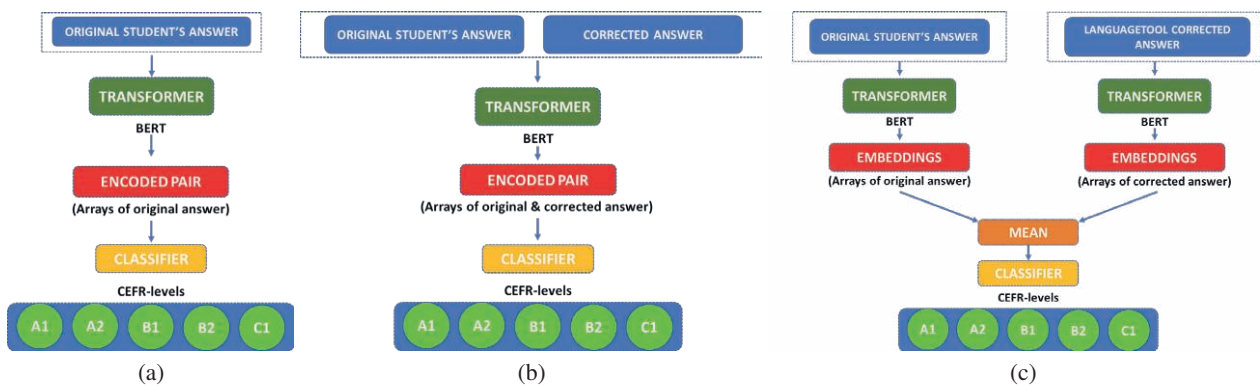 ORIGINAL STUDENT'S ANSWER
TRANSFORMER
BERT
ENCODED PAIR
(Arrays of original answer)
CLASSIFIER
CEFR-levels
A1 A2 B1 B2 C1
(a)
ORIGINAL STUDENT'S ANSWER CORRECTED ANSWER
TRANSFORMER
BERT
ENCODED PAIR
(Arrays of original & corrected answer)
CLASSIFIER
CEFR-levels
A1 A2 B1 B2 C1
(b)
ORIGINAL STUDENT'S ANSWER
LANGUAGETOOL CORRECTED
ANSWER
TRANSFORMER TRANSFORMER
BERT BERT
EMBEDDINGS EMBEDDINGS
(Arrays of original answer) (Arrays of corrected answer)
MEAN
CLASSIFIER
CEFR-levels
A1 A2 B1 B2 C1
(c)